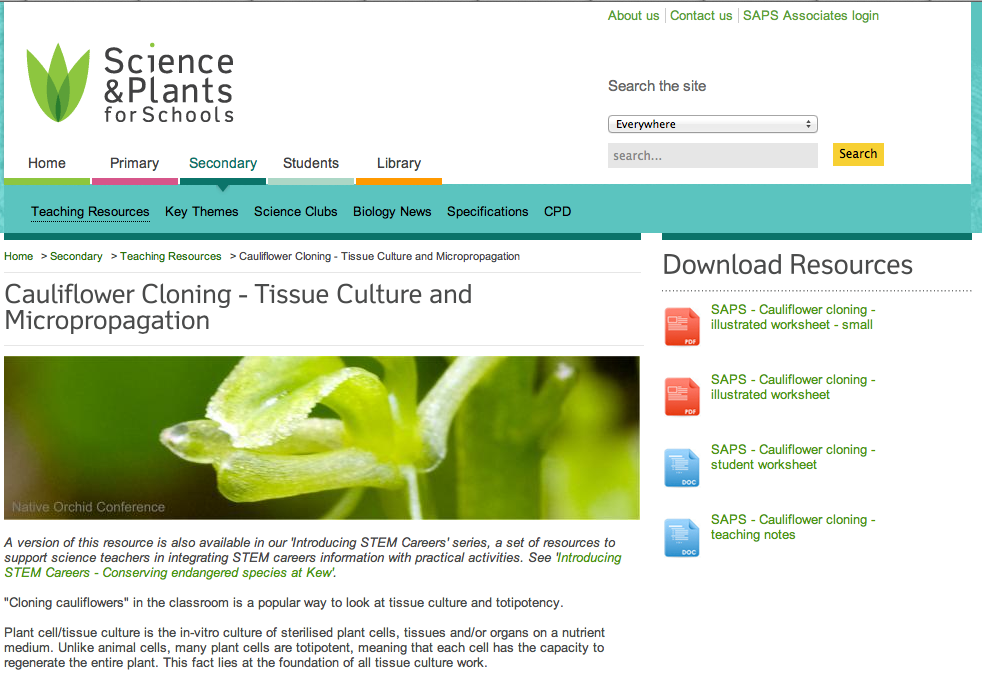 About us | Contact us | SAPS Associates login
Science
&Plants
for Schools
Search the site
Everywhere
search...
Search
Home Primary Secondary Students Library
Teaching Resources Key Themes Science Clubs Biology News Specifications CPD
Home > Secondary > Teaching Resources > Cauliflower Cloning - Tissue Culture and Micropropagation
Cauliflower Cloning - Tissue Culture and
Micropropagation
Native Orchid Conference
A version of this resource is also available in our 'Introducing STEM Careers' series, a set of resources to
support science teachers in integrating STEM careers information with practical activities. See 'Introducing
STEM Careers - Conserving endangered species at Kew'.
"Cloning cauliflowers" in the classroom is a popular way to look at tissue culture and totipotency.
Plant cell/tissue culture is the in-vitro culture of sterilised plant cells, tissues and/or organs on a nutrient
medium. Unlike animal cells, many plant cells are totipotent, meaning that each cell has the capacity to
regenerate the entire plant. This fact lies at the foundation of all tissue culture work.
Download Resources
PDF
SAPS - Cauliflower cloning -
illustrated worksheet - small
PDF
SAPS - Cauliflower cloning -
illustrated worksheet
DOC
SAPS - Cauliflower cloning -
student worksheet
DOC
SAPS - Cauliflower cloning -
teaching notes